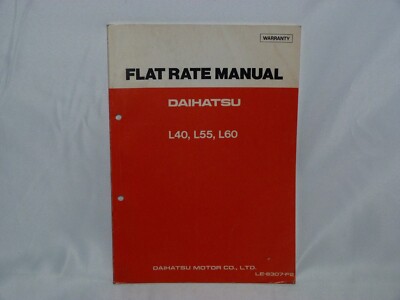 WARRANTY
FLAT RATE MANUAL
DAIHATSU
L40, L55, L60
DAIHATSU MOTOR CO., LTD.